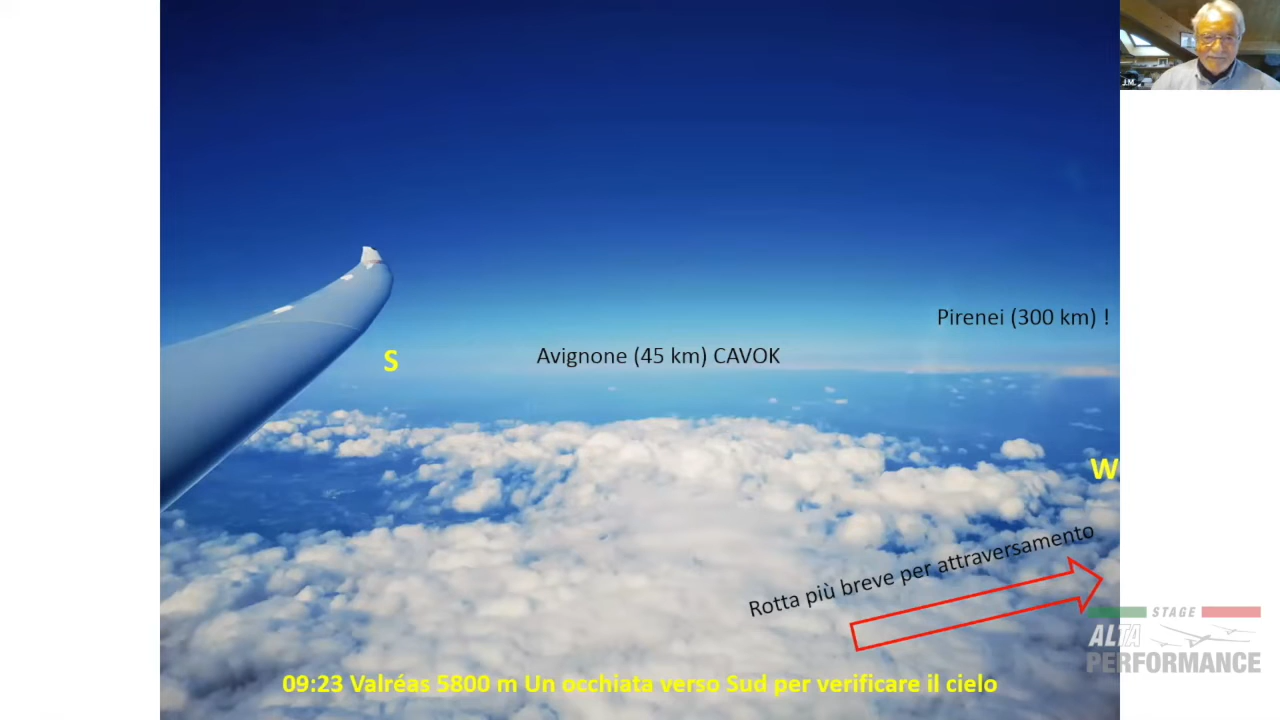 J.M.
Pirenei (300 km) !
Avignone (45 km) CAVOK
S
W
Rotta più breve per attraversamento
STAGE
ALTA
PERFORMANCE
09:23 Valréas 5800 m Un occhiata verso Sud per verificare il cielo